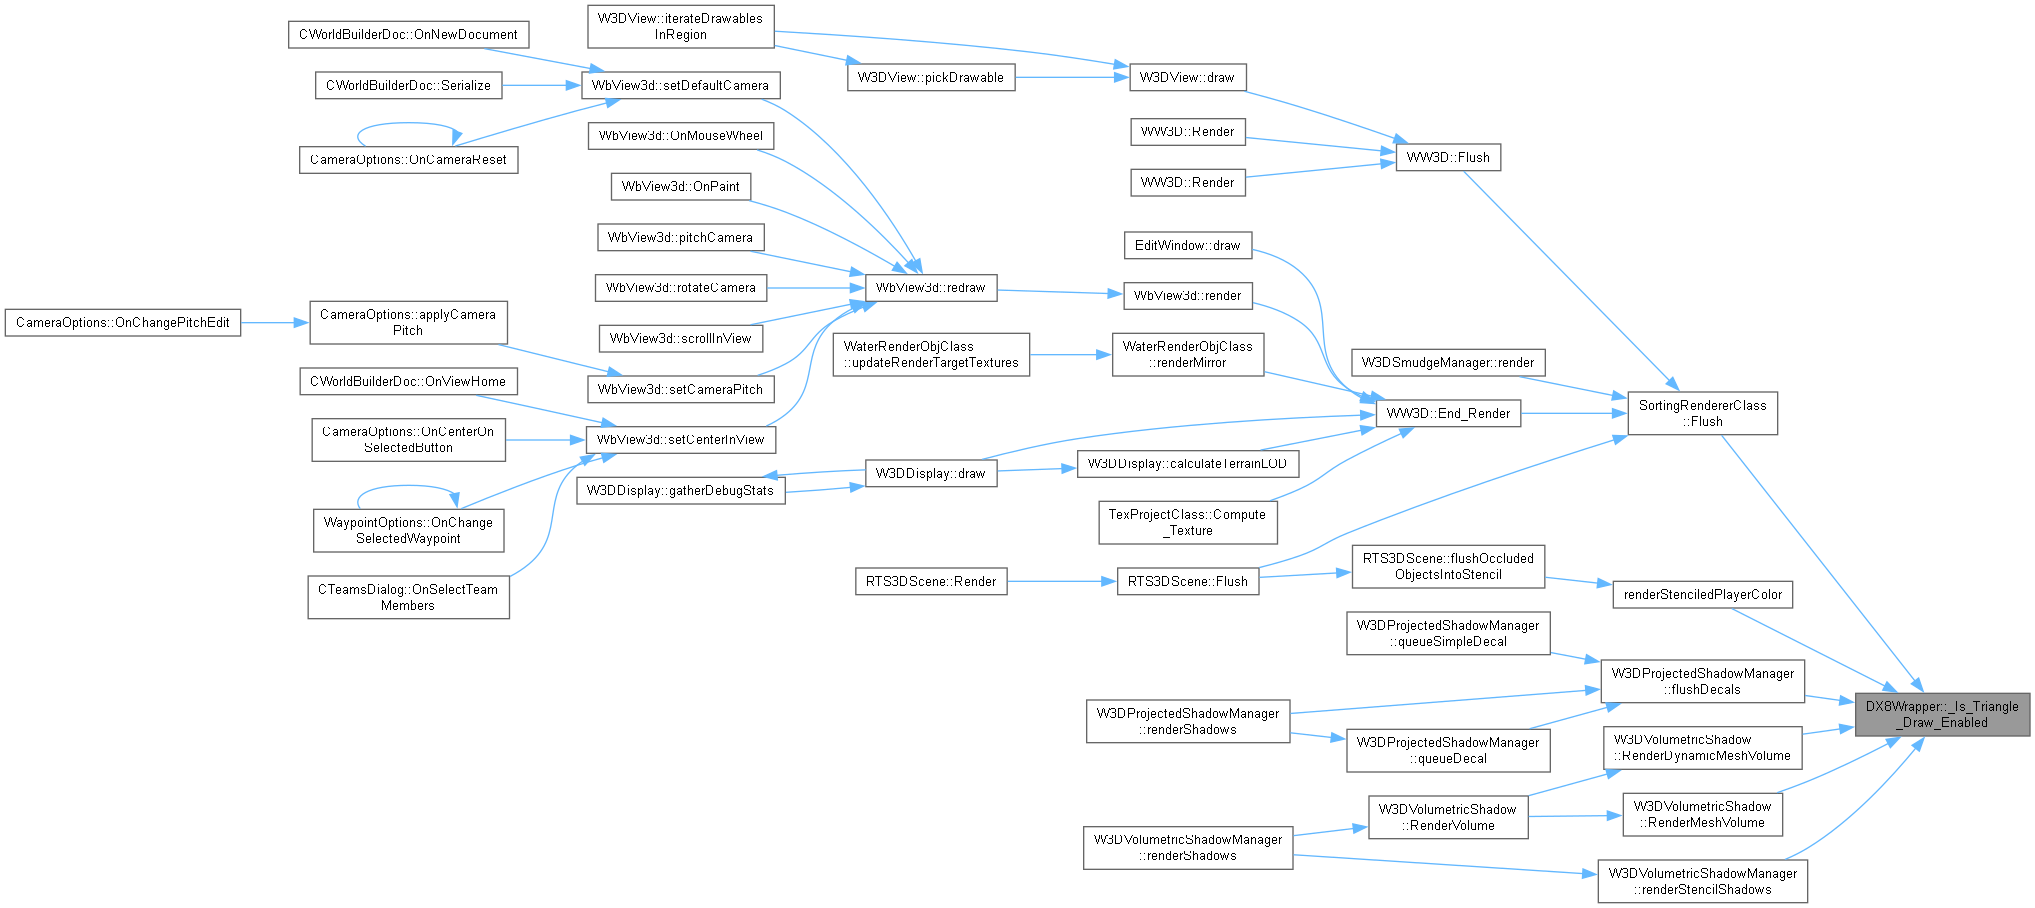 CameraOptions::OnChangePitchEdit
CWorldBuilderDoc::OnNewDocument
CWorldBuilderDoc::Serialize
CameraOptions::OnCameraReset
CameraOptions::applyCamera
Pitch
CWorldBuilderDoc::OnViewHome
CameraOptions::OnCenterOn
SelectedButton
WaypointOptions::OnChange
SelectedWaypoint
CTeamsDialog::OnSelectTeam
Members
W3DView::iterateDrawables
InRegion
WbView3d::setDefaultCamera
WbView3d::OnMouseWheel
WbView3d::OnPaint
WbView3d::pitchCamera
WbView3d::rotateCamera
WbView3d::scrollInView
WbView3d::setCameraPitch
WbView3d::setCenterInView
W3DDisplay::gatherDebugStats
W3DView::pickDrawable
WbView3d::redraw
WaterRenderObjClass
::updateRenderTargetTextures
W3DDisplay::draw
RTS3DScene::Render
W3DView::draw
WW3D::Render
WW3D::Render
EditWindow::draw
WbView3d::render
WaterRenderObjClass
::renderMirror
W3DDisplay::calculateTerrainLOD
TexProjectClass::Compute
_Texture
RTS3DScene::Flush
W3DProjectedShadowManager
::renderShadows
W3DVolumetricShadowManager
::renderShadows
WW3D::Flush
W3DSmudgeManager::render
WW3D::End_Render
RTS3DScene::flushOccluded
ObjectsIntoStencil
W3DProjectedShadowManager
::queueSimpleDecal
W3DProjectedShadowManager
::queueDecal
W3DVolumetricShadow
::RenderVolume
SortingRendererClass
::Flush
renderStenciledPlayerColor
W3DProjectedShadowManager
::flushDecals
W3DVolumetricShadow
::RenderDynamicMeshVolume
W3DVolumetricShadow
::RenderMeshVolume
W3DVolumetricShadowManager
::renderStencilShadows
DX8Wrapper::_Is_Triangle
_Draw_Enabled